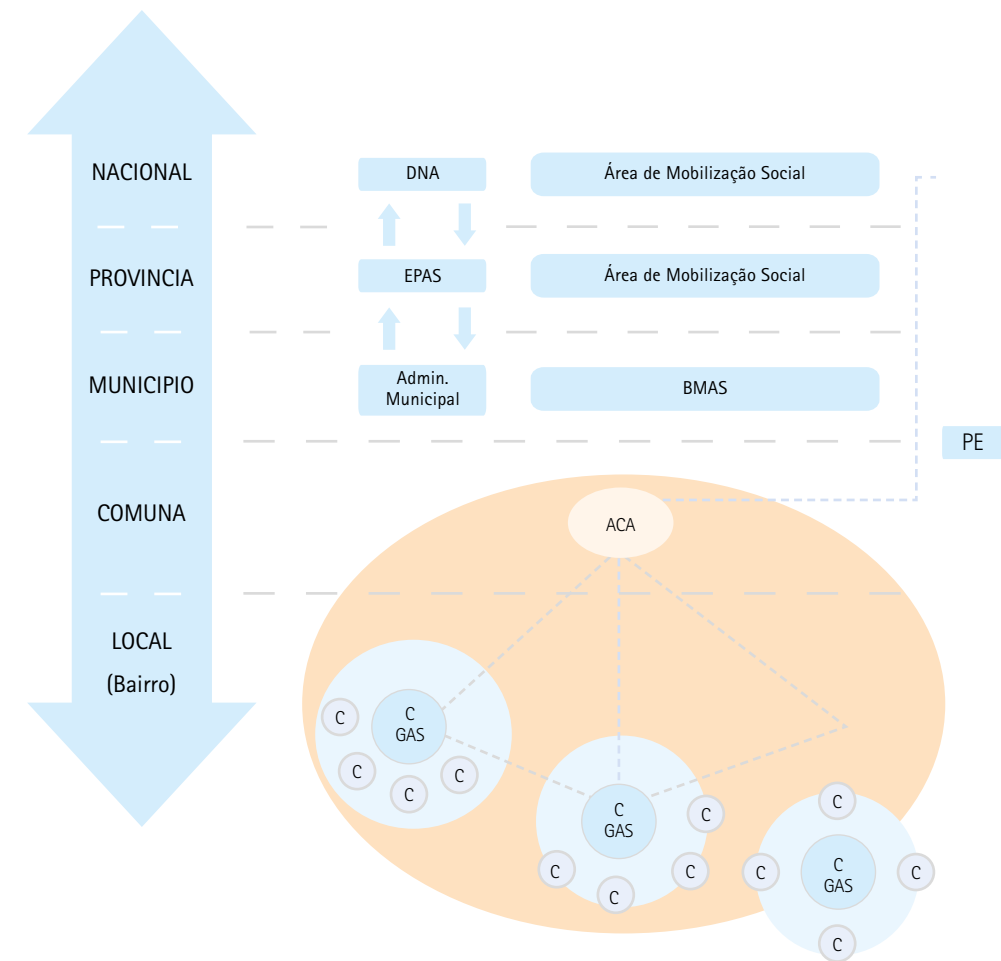 NACIONAL
DNA
Área de Mobilização Social
PROVINCIA
EPAS
Área de Mobilização Social
MUNICIPIO
Admin.
Municipal
BMAS
PE
COMUNA
ACA
LOCAL
(Bairro)
C
GAS
C
C
C
C
C
GAS
C
C
C
C
C
GAS
C
C
C
C